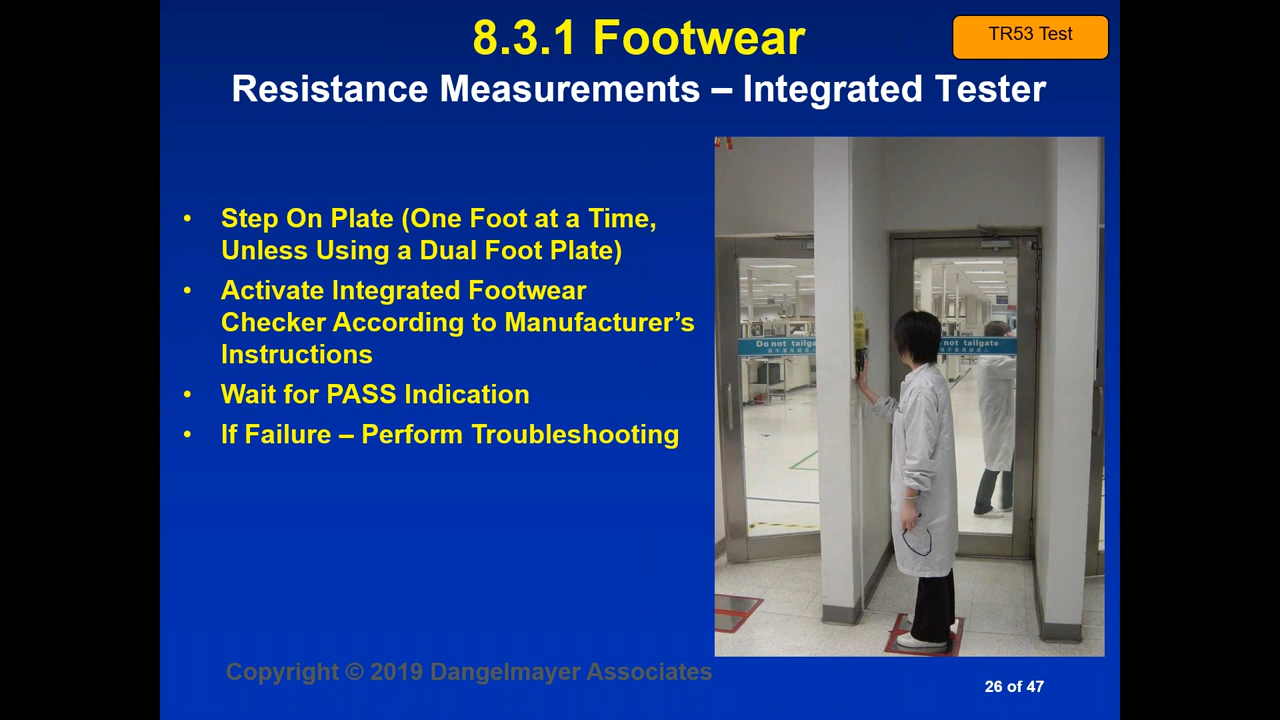 8.3.1 Footwear
TR53 Test
Resistance Measurements – Integrated Tester
• Step On Plate (One Foot at a Time,
Unless Using a Dual Foot Plate)
• Activate Integrated Footwear
Checker According to Manufacturer’s
Instructions
• Wait for PASS Indication
• If Failure – Perform Troubleshooting
Do not tailgate
not tailgate
Copyright © 2019 Dangelmayer Associates
26 of 47